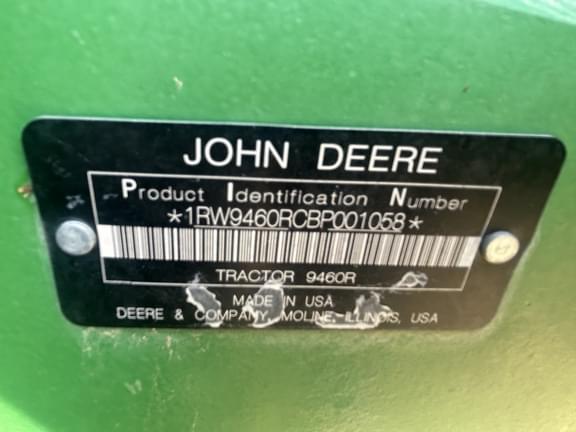 JOHN DEERE
Product Identification Number
*1RW9460RCBP001058*
TRACTOR 9460R
MADE IN USA
DEERE & COMPANY, MOLINE, ILLINOIS, USA